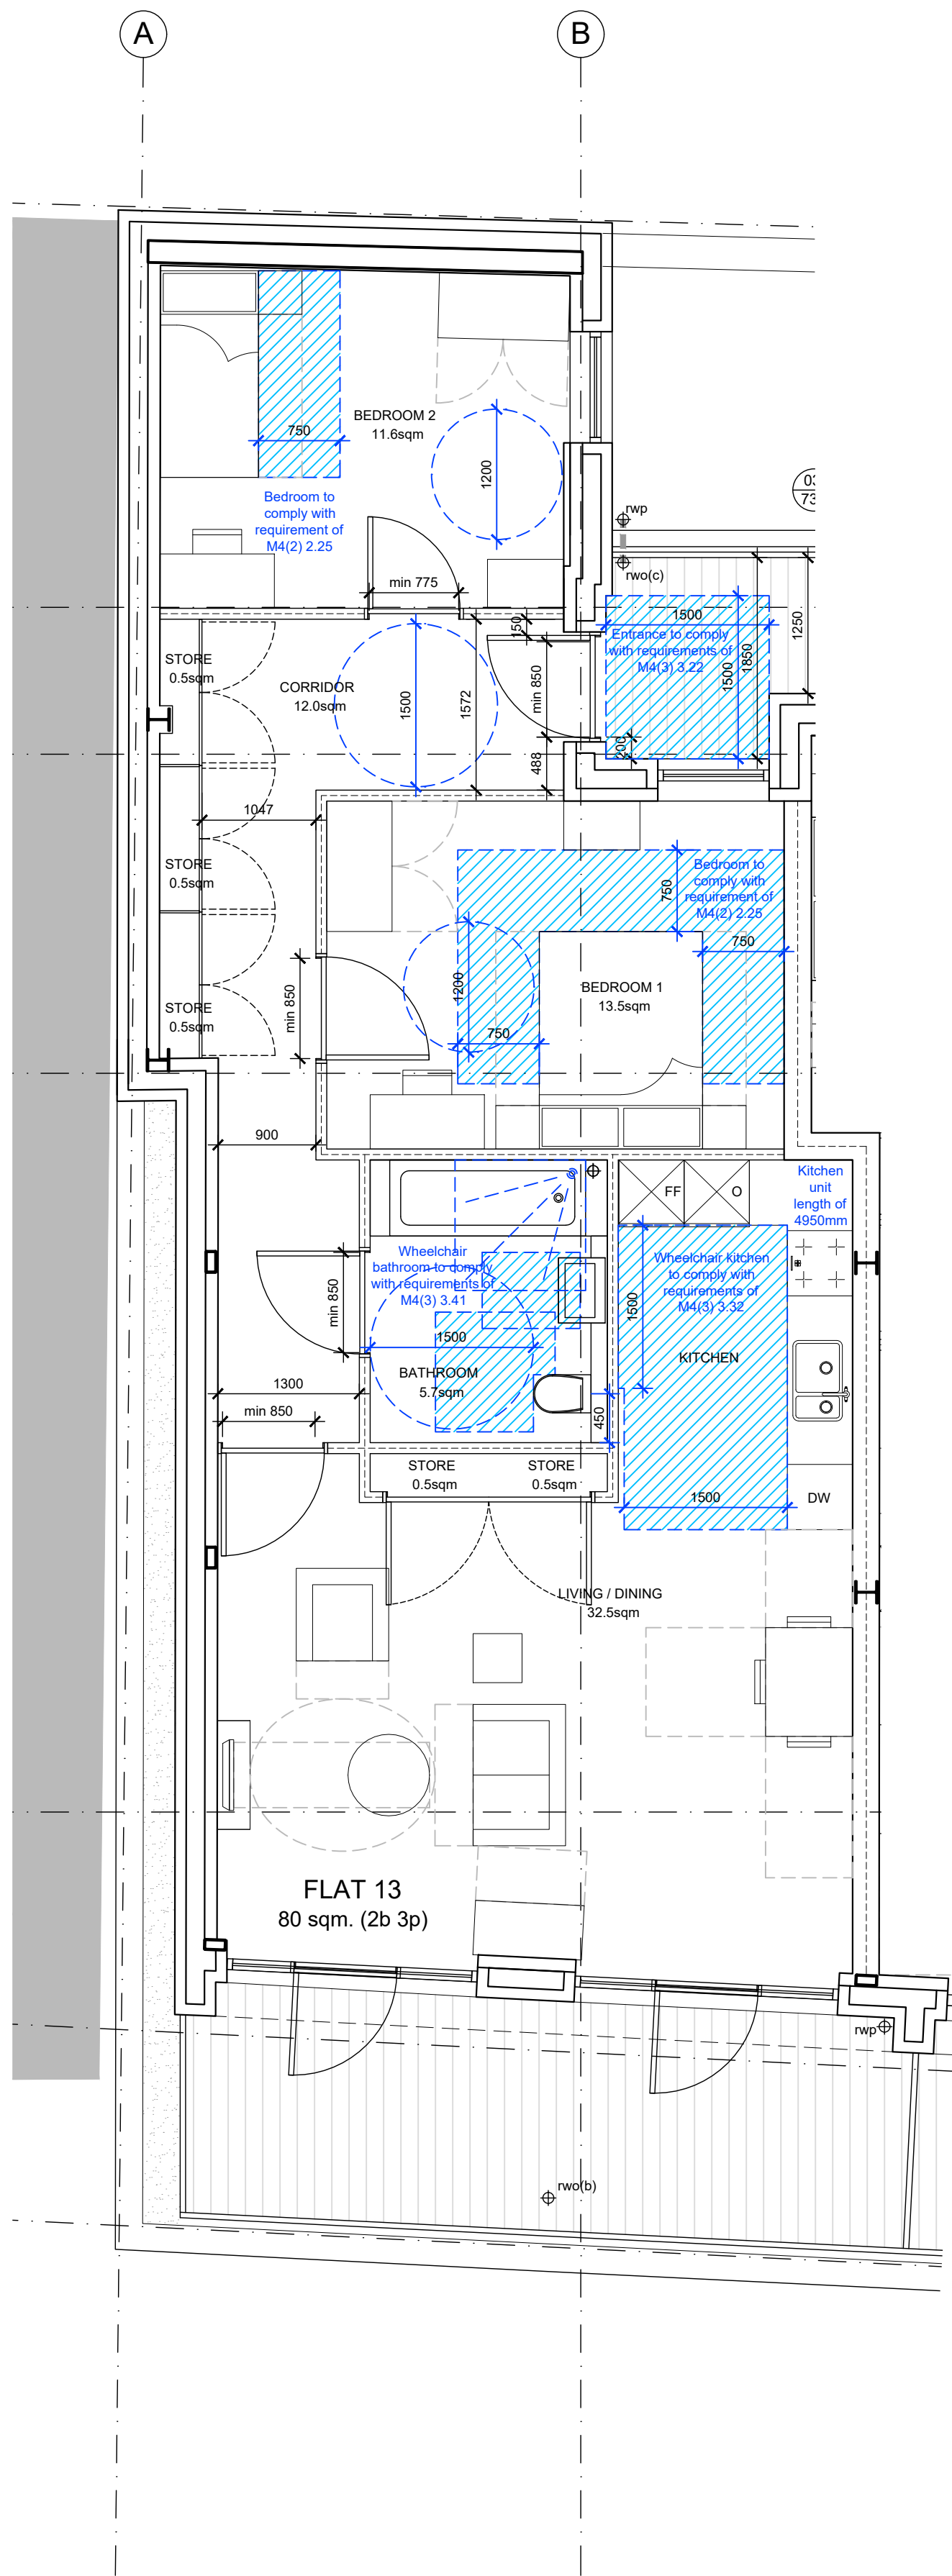 A
B
BEDROOM 2
11.6sqm
750
1200
Bedroom to
comply with
requirement of
M4(2) 2.25
rwp
rwo(c)
min 775
150
1500
Entrance to comply
with requirements of
M4(3) 3.22
1500
1850
1250
STORE
0.5sqm
CORRIDOR
12.0sqm
1500
1572
min 850
488
200
1047
STORE
0.5sqm
750
Bedroom to
comply with
requirement of
M4(2) 2.25
750
STORE
0.5sqm
min 850
1200
750
BEDROOM 1
13.5sqm
900
FF
O
Kitchen
unit
length of
4950mm
Wheelchair
bathroom to comply
with requirements of
M4(3) 3.41
min 850
1500
BATHROOM
5.7sqm
1500
Wheelchair kitchen
to comply with
requirements of
M4(3) 3.32
KITCHEN
1300
min 850
450
STORE
0.5sqm
STORE
0.5sqm
1500
DW
LIVING / DINING
32.5sqm
FLAT 13
80 sqm. (2b 3p)
rwp
rwo(b)